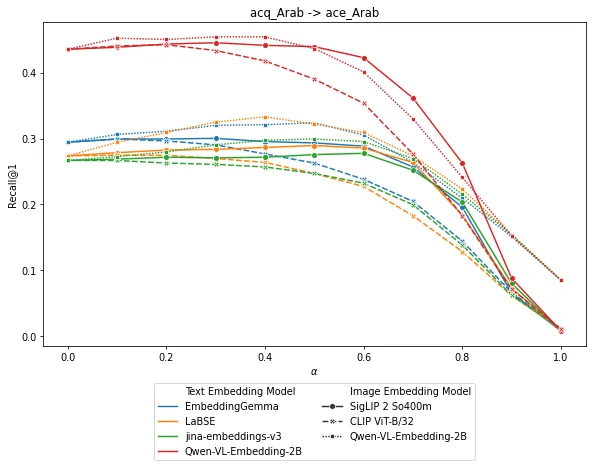 acq_Arab -> ace_Arab
Recall@1
0.4
0.3
0.2
0.1
0.0
0.0 0.2 0.4 0.6 0.8 1.0
α
Text Embedding Model
EmbeddingGemma
LaBSE
jina-embeddings-v3
Qwen-VL-Embedding-2B
Image Embedding Model
SigLIP 2 So400m
CLIP ViT-B/32
Qwen-VL-Embedding-2B